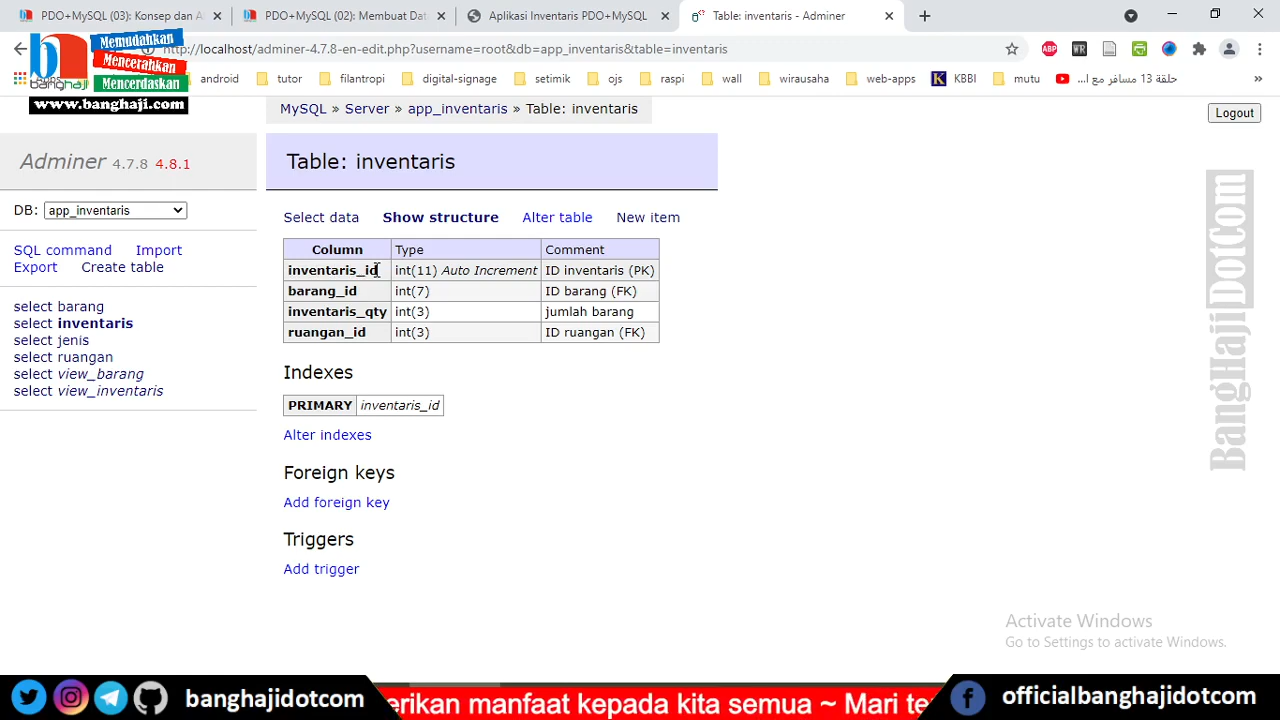 PDO+MySQL (03): Konsep dan A
PDO+MySQL (02): Membuat Dat
Aplikasi Inventaris PDO+MySQL
Table: inventaris - Adminer
http://adminer-4.7.8-en-edit.php?username=root&db=app_inventaris&table=inventaris
Memudahkan
Mencerahkan
Mencerdaskan
banghaji
www.banghaji.com
android
tutor
filantropi
digital-signage
setimik
ojs
raspi
wall
wirausaha
web-apps
KBBI
mutu
حلقة 13 مسافر مع ا...
MySQL » Server » app_inventaris » Table: inventaris
Logout
Adminer 4.7.8 4.8.1
Table: inventaris
DB: app_inventaris
Select data Show structure Alter table New item
SQL command Import
Export Create table
Column Type Comment
inventaris_id int(11) Auto Increment ID inventaris (PK)
barang_id int(7) ID barang (FK)
inventaris_qty int(3) jumlah barang
ruangan_id int(3) ID ruangan (FK)
select barang
select inventaris
select jenis
select ruangan
select view_barang
select view_inventaris
Indexes
PRIMARY inventaris_id
Alter indexes
Foreign keys
Add foreign key
Triggers
Add trigger
BangHajiDotCom
Activate Windows
Go to Settings to activate Windows.
banghajidotcom
erikan manfaat kepada kita semua ~ Mari te
officialbanghajidotcom